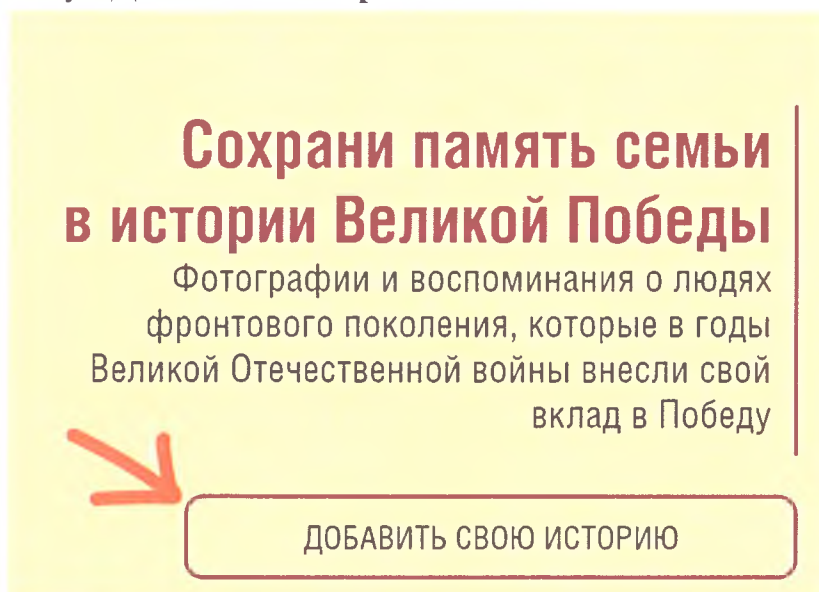 Сохрани память семьи
в истории Великой Победы
Фотографии и воспоминания о людях
фронтового поколения, которые в годы
Великой Отечественной войны внесли свой
вклад в Победу
ДОБАВИТЬ СВОЮ ИСТОРИЮ